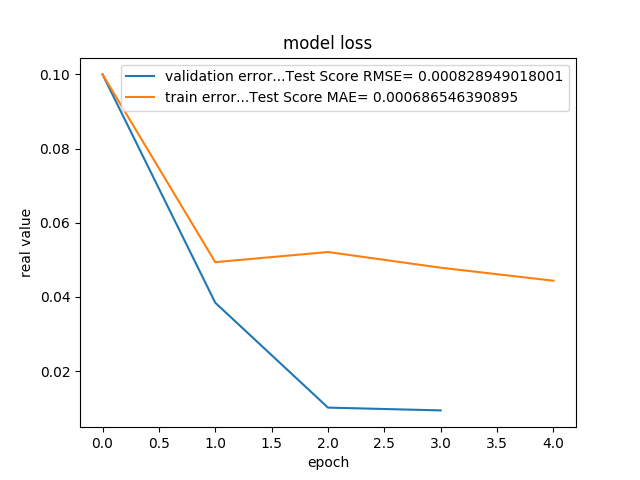 model loss
validation error...Test Score RMSE= 0.000828949018001
train error...Test Score MAE= 0.000686546390895
real value
0.10
0.08
0.06
0.04
0.02
0.0 0.5 1.0 1.5 2.0 2.5 3.0 3.5 4.0
epoch